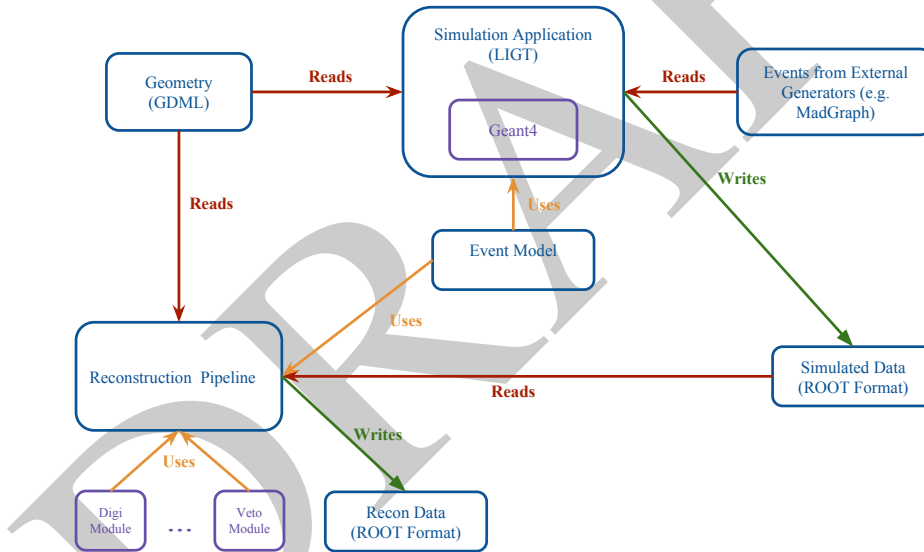 Simulation Application
(LIGT)
Geometry
(GDML)
Reads
Reads
Events from External
Generators (e.g.
MadGraph)
Geant4
Writes
Reads
Uses
Event Model
Uses
Reconstruction Pipeline
Simulated Data
(ROOT Format)
Reads
Writes
Uses
Digi
Module
...
Veto
Module
Recon Data
(ROOT Format)
DRAF